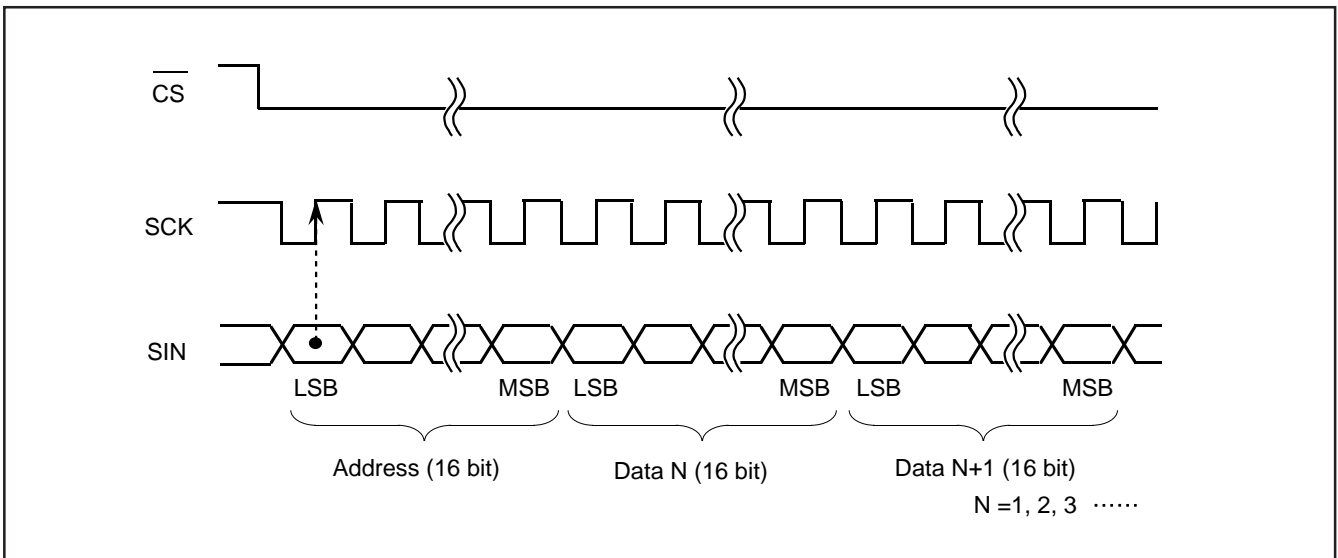 CS
SCK
SIN
LSB MSB LSB MSB LSB MSB
Address (16 bit) Data N (16 bit) Data N+1 (16 bit)
N =1, 2, 3 ······